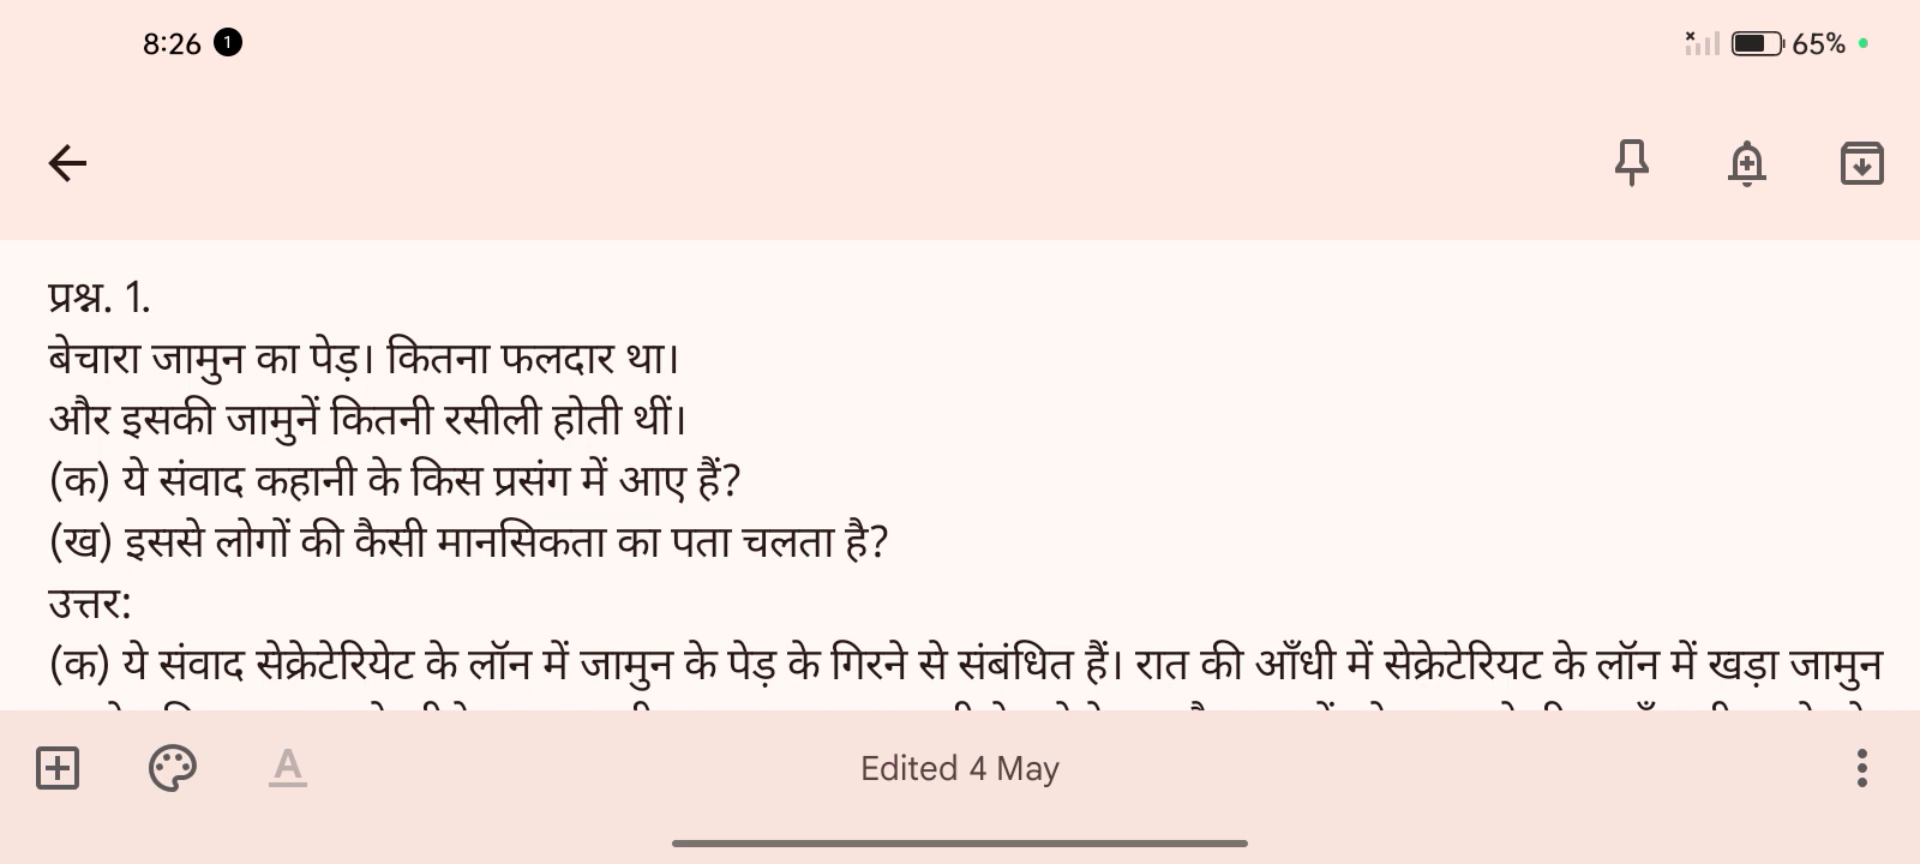 8:26 1
65%
प्रश्न. 1.
बेचारा जामुन का पेड़। कितना फलदार था।
और इसकी जामुनें कितनी रसीली होती थीं।
(क) ये संवाद कहानी के किस प्रसंग में आए हैं?
(ख) इससे लोगों की कैसी मानसिकता का पता चलता है?
उत्तर:
(क) ये संवाद सेक्रेटेरियेट के लॉन में जामुन के पेड़ के गिरने से संबंधित हैं। रात की आँधी में सेक्रेटेरियट के लॉन में खड़ा जामुन
A
Edited 4 May